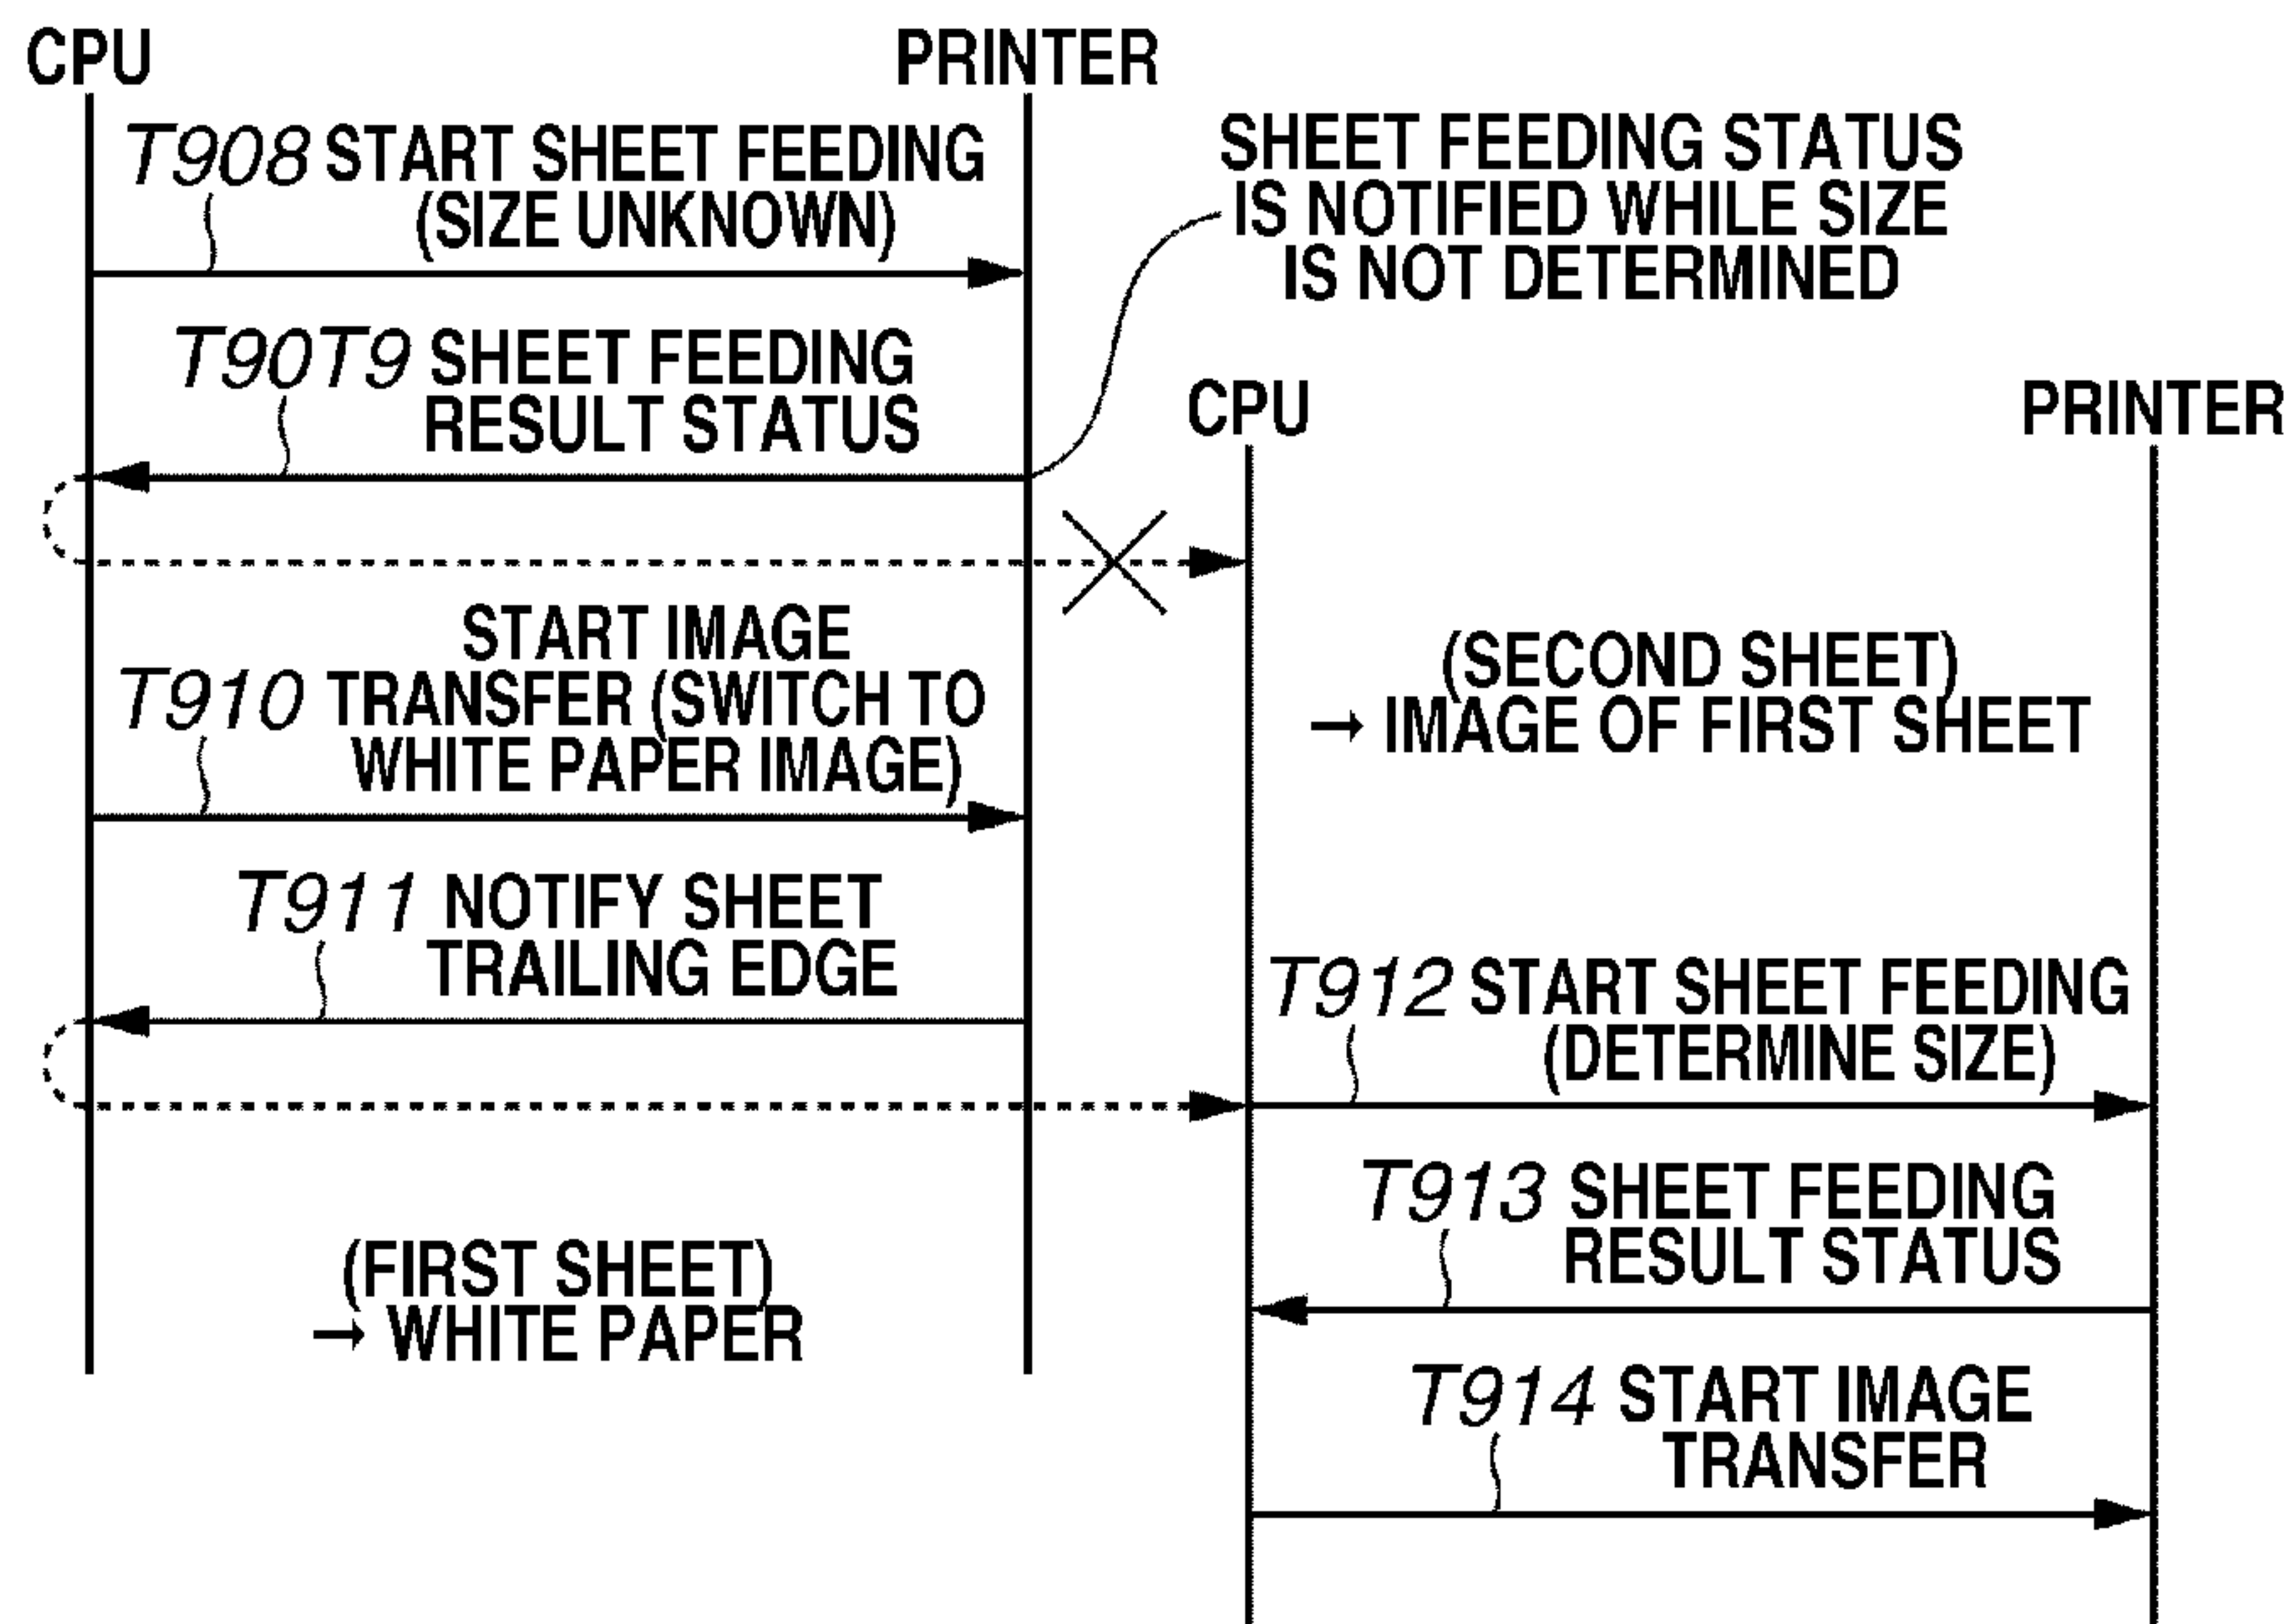 CPU
PRINTER
T908 START SHEET FEEDING
(SIZE UNKNOWN)
SHEET FEEDING STATUS
IS NOTIFIED WHILE SIZE
IS NOT DETERMINED
T90T9 SHEET FEEDING
RESULT STATUS
CPU
PRINTER
START IMAGE
T910 TRANSFER (SWITCH TO
WHITE PAPER IMAGE)
(SECOND SHEET)
→ IMAGE OF FIRST SHEET
T911 NOTIFY SHEET
TRAILING EDGE
T912 START SHEET FEEDING
(DETERMINE SIZE)
T913 SHEET FEEDING
RESULT STATUS
(FIRST SHEET)
→ WHITE PAPER
T914 START IMAGE
TRANSFER